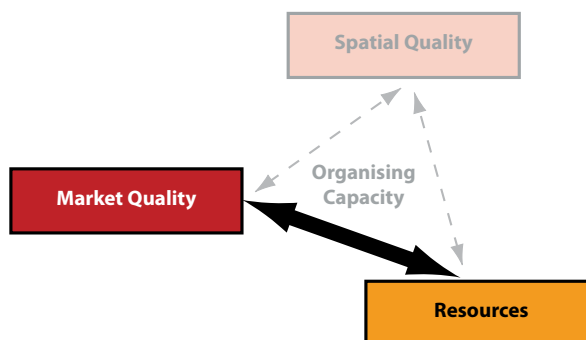 Spatial Quality
Organising
Capacity
Market Quality
Resources